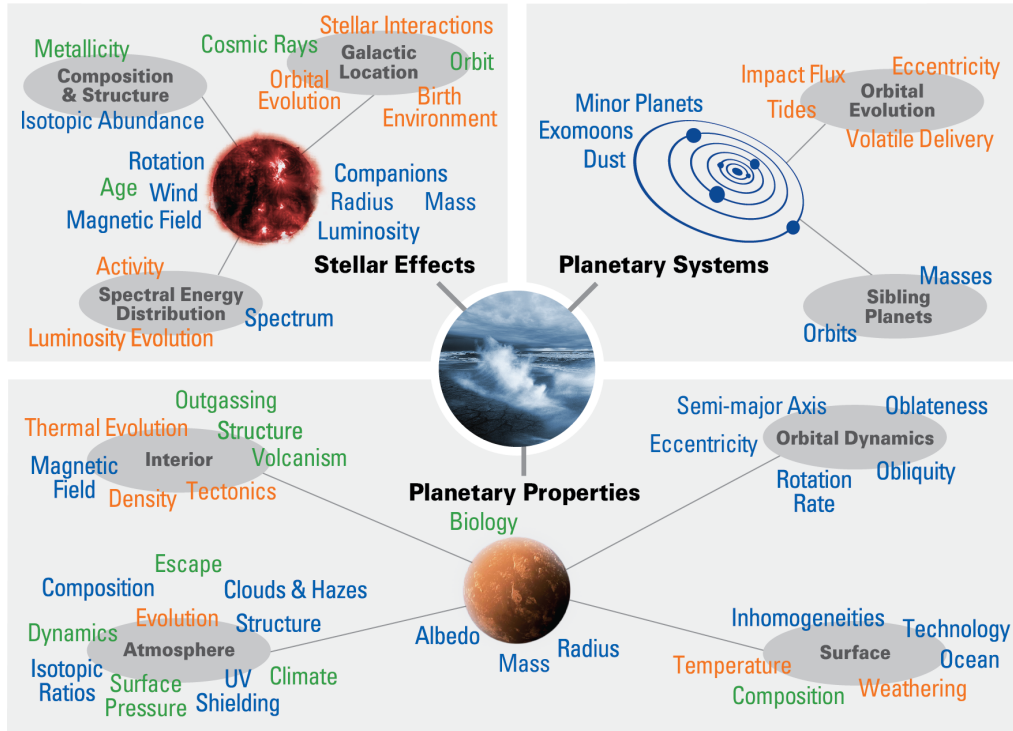 Stellar Interactions
Cosmic Rays
Galactic
Location
Orbit
Orbital
Evolution
Birth
Environment
Metallicity
Composition
& Structure
Isotopic Abundance
Rotation
Age
Wind
Magnetic Field
Companions
Radius
Mass
Luminosity
Stellar Effects
Activity
Spectral Energy
Distribution
Spectrum
Luminosity Evolution
Impact Flux
Eccentricity
Orbital
Evolution
Tides
Volatile Delivery
Minor Planets
Exomoons
Dust
Planetary Systems
Masses
Sibling
Planets
Orbits
Outgassing
Thermal Evolution
Structure
Interior
Volcanism
Magnetic
Field
Density
Tectonics
Planetary Properties
Biology
Semi-major Axis
Oblateness
Eccentricity
Orbital Dynamics
Rotation
Rate
Obliquity
Escape
Composition
Clouds & Hazes
Evolution
Structure
Dynamics
Atmosphere
Isotopic
Ratios
Surface
Pressure
UV
Shielding
Climate
Albedo
Mass
Radius
Inhomogeneities
Technology
Surface
Ocean
Temperature
Composition
Weathering